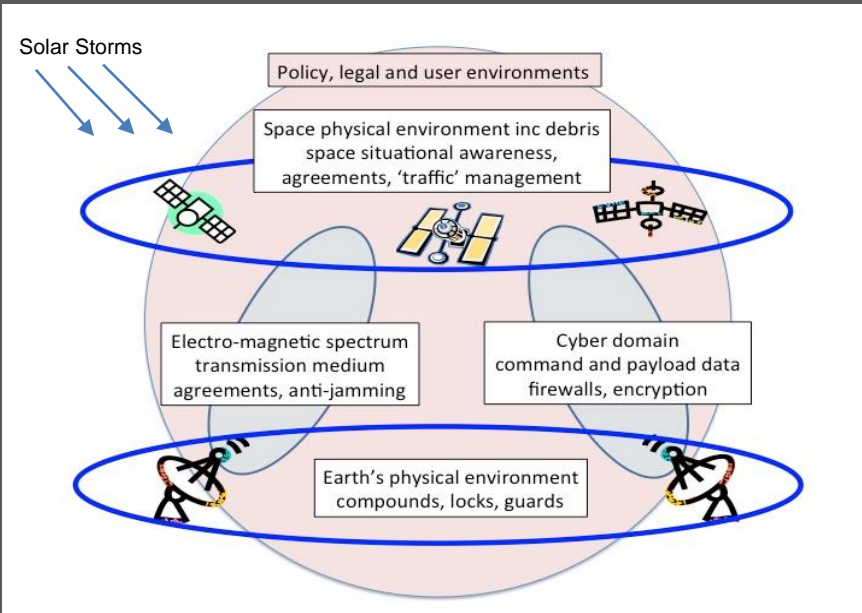 Solar Storms
Policy, legal and user environments
Space physical environment inc debris
space situational awareness,
agreements, ‘traffic’ management
Electro-magnetic spectrum
transmission medium
agreements, anti-jamming
Cyber domain
command and payload data
firewalls, encryption
Earth’s physical environment
compounds, locks, guards